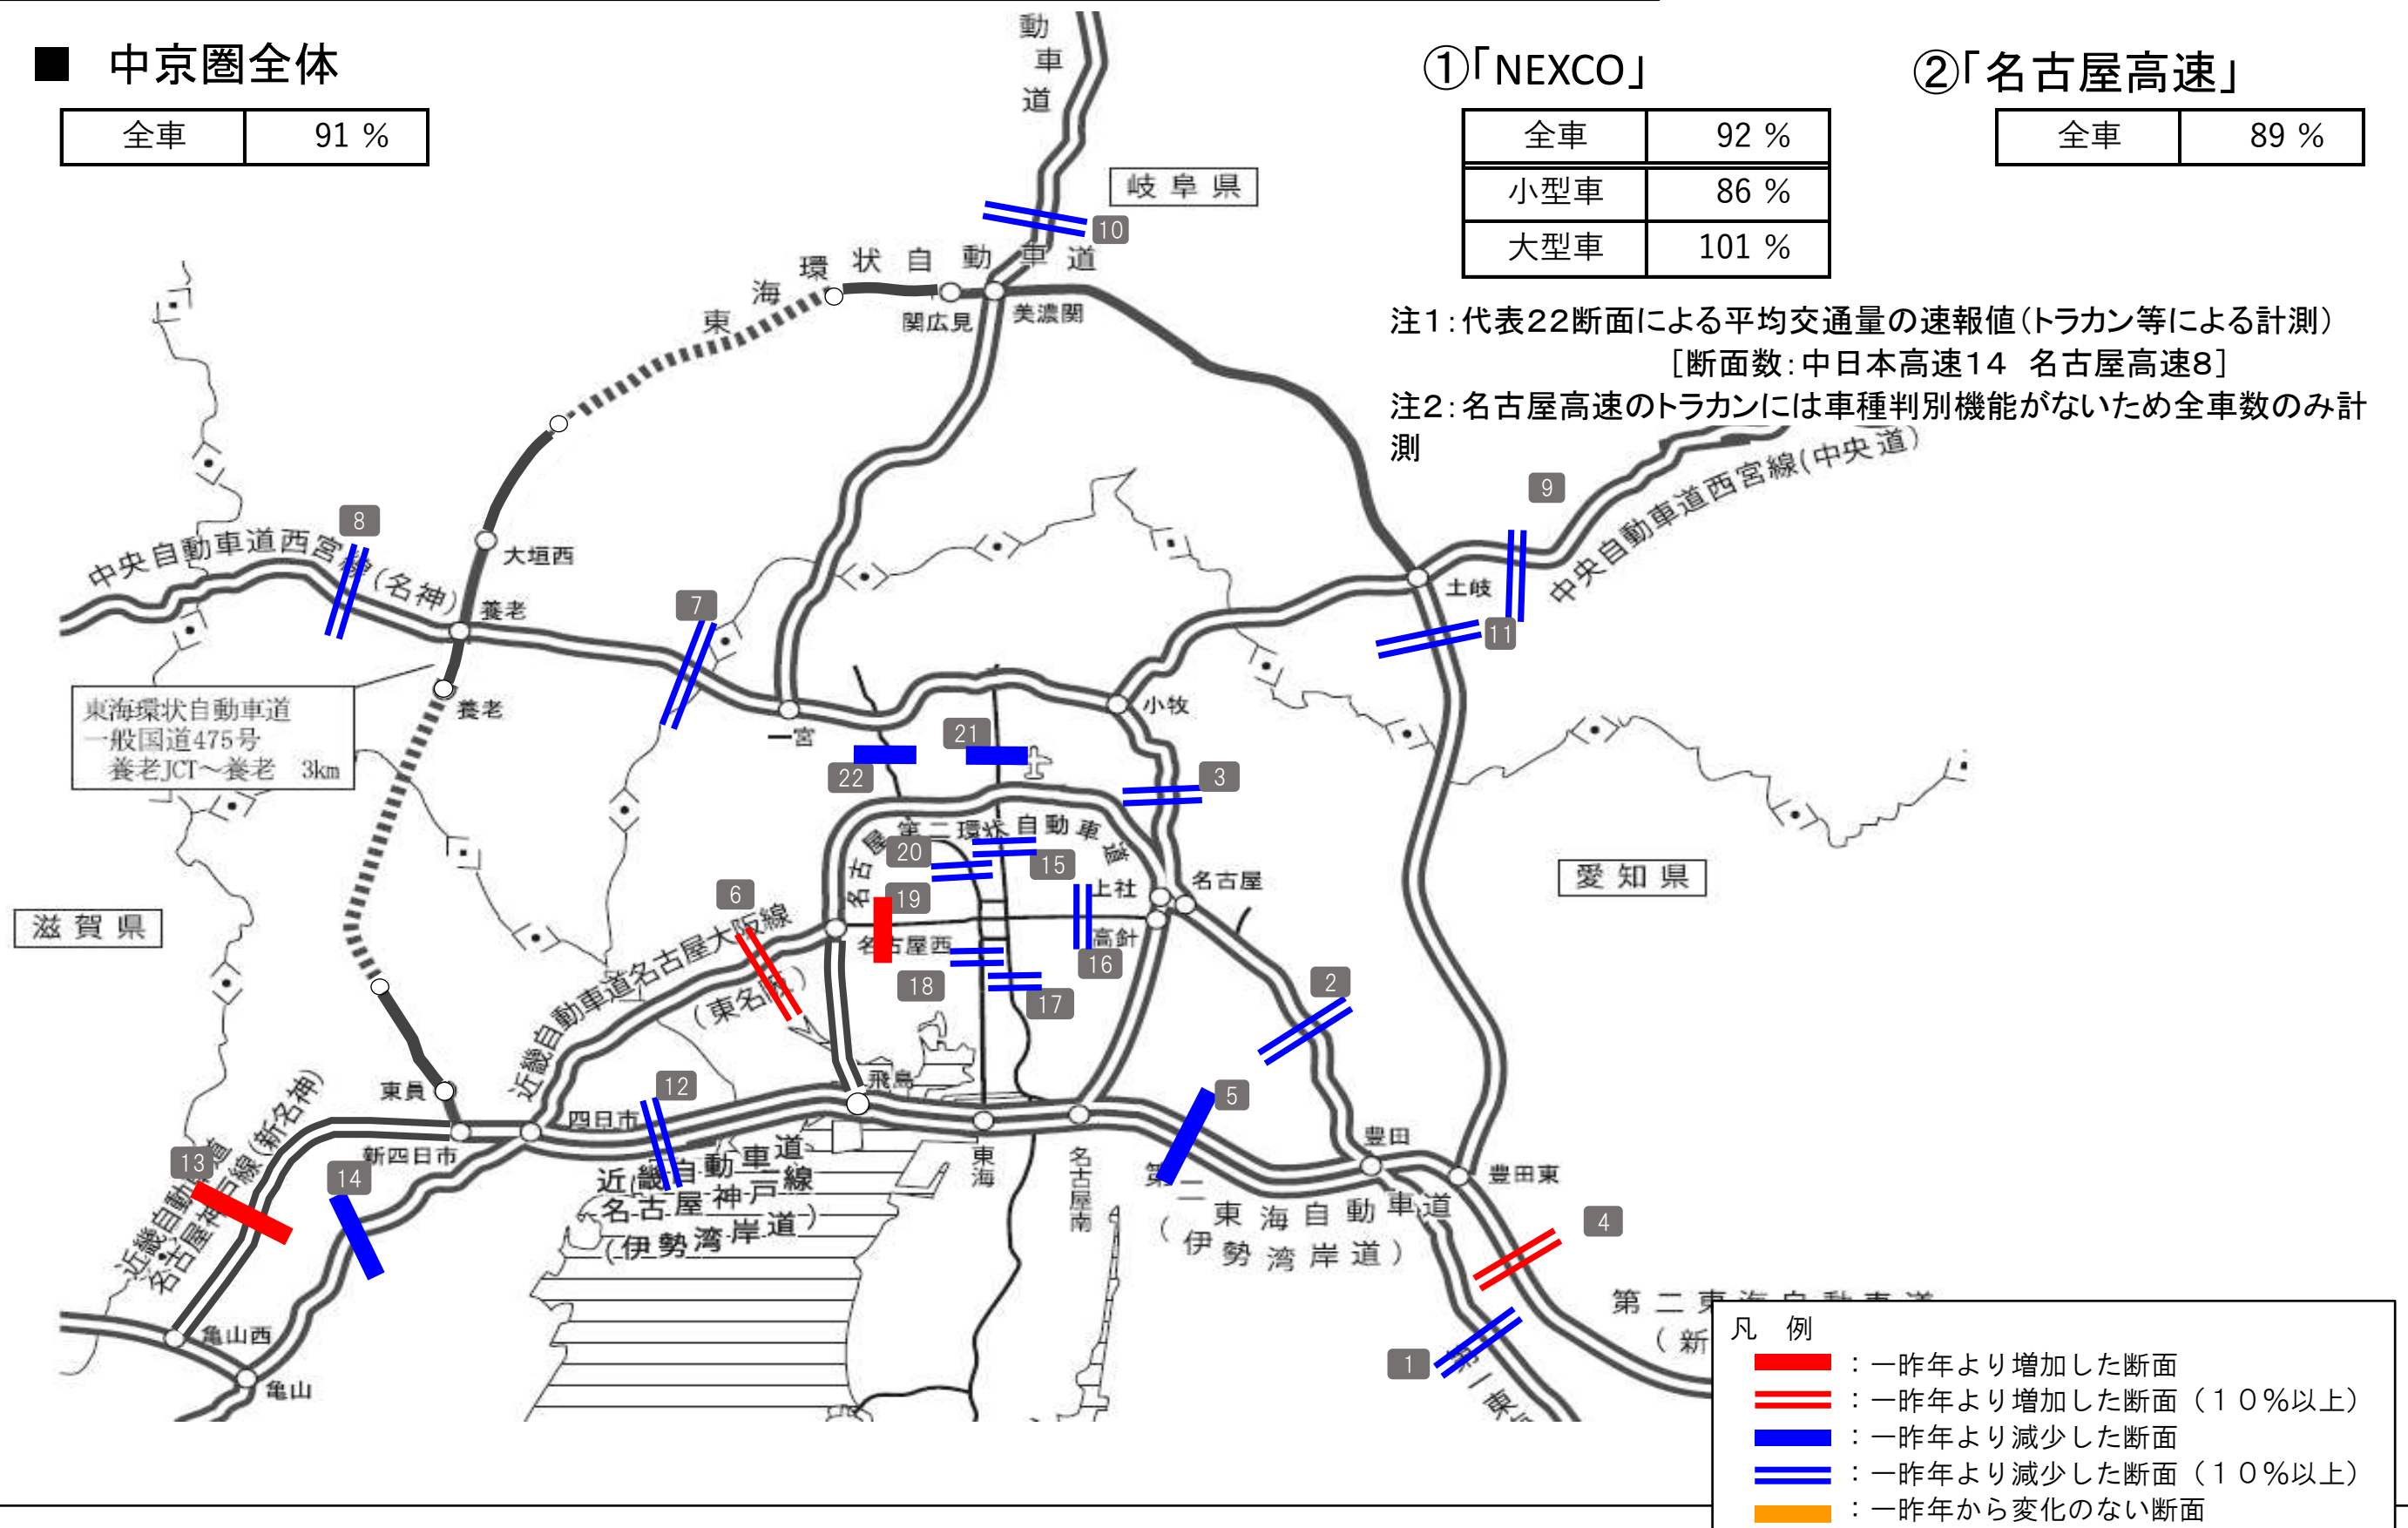 ■ 中京圏全体
全車 91 %
①「NEXCO」
全車 92 %
小型車 86 %
大型車 101 %
②「名古屋高速」
全車 89 %
注1:代表22断面による平均交通量の速報値(トラカン等による計測)
[断面数:中日本高速14 名古屋高速8]
注2:名古屋高速のトラカンには車種判別機能がないため全車数のみ計
測
動車道
岐阜県
10
東海環状自動車道
関広見
美濃関
9
中央自動車道西宮線(中央道)
8
中央自動車道西宮線(名神)
大垣西
養老
7
土岐
11
東海環状自動車道
一般国道475号
養老JCT~養老 3km
養老
一宮
小牧
21
22
3
名古屋第二環状自動車道
20
15
上社
名古屋
愛知県
19
6
滋賀県
名古屋西
高針
16
近畿自動車道名古屋大阪線
(東名阪)
18
17
2
東員
12
飛島
5
四日市
新四日市
13
14
近畿自動車道
名古屋神戸線(新名神)
近畿自動車道
名古屋神戸線
(伊勢湾岸道)
東海
名古屋南
豊田
豊田東
第二東海自動車道
(伊勢湾岸道)
4
亀山西
亀山
1
第一東
第二東海自動車道
(新
凡 例
:一昨年より増加した断面
:一昨年より増加した断面(10%以上)
:一昨年より減少した断面
:一昨年より減少した断面(10%以上)
:一昨年から変化のない断面